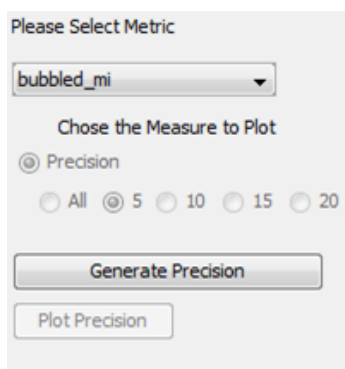 Please Select Metric
bubbled_mi
Chose the Measure to Plot
Precision
All 5 10 15 20
Generate Precision
Plot Precision